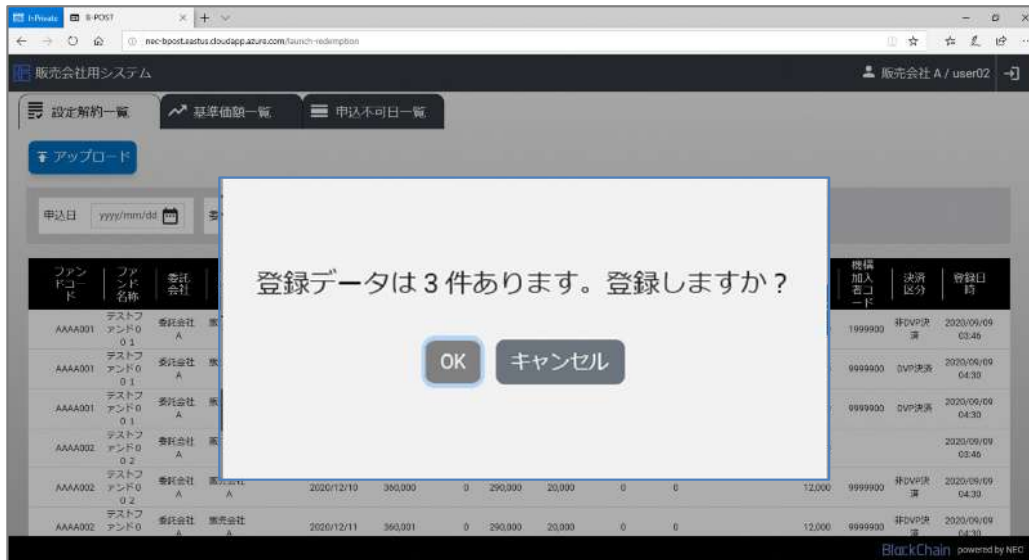 InPrivate B-POST
nec-bpost.eastus.cloudapp.azure.com/launch-redemption
販売会社用システム 販売会社 A / user02
設定解約一覧 基準価額一覧 申込不可日一覧
アップロード
申込日 yyyy/mm/dd 委
登録データは3件あります。登録しますか?
OK キャンセル
ファンドコード ファンド名称 委託会社 機構加入者コード 決済区分 登録日時
AAAA001 テストファンド01 委託会社A 販 1999900 非DVP決済 2020/09/09 03:46
AAAA001 テストファンド01 委託会社A 販 9999900 DVP決済 2020/09/09 04:30
AAAA001 テストファンド01 委託会社A 販 9999900 DVP決済 2020/09/09 04:30
AAAA002 テストファンド02 委託会社A 販 2020/09/09 03:46
AAAA002 テストファンド02 委託会社A 販売会社A 2020/12/10 360,000 0 290,000 20,000 0 0 12,000 9999900 非DVP決済 2020/09/09 04:30
AAAA002 テストファンド0 委託会社A 販売会社A 2020/12/11 360,001 0 290,000 20,000 0 0 12,000 9999900 非DVP決済 2020/09/09 04:30
BlockChain powered by NEC